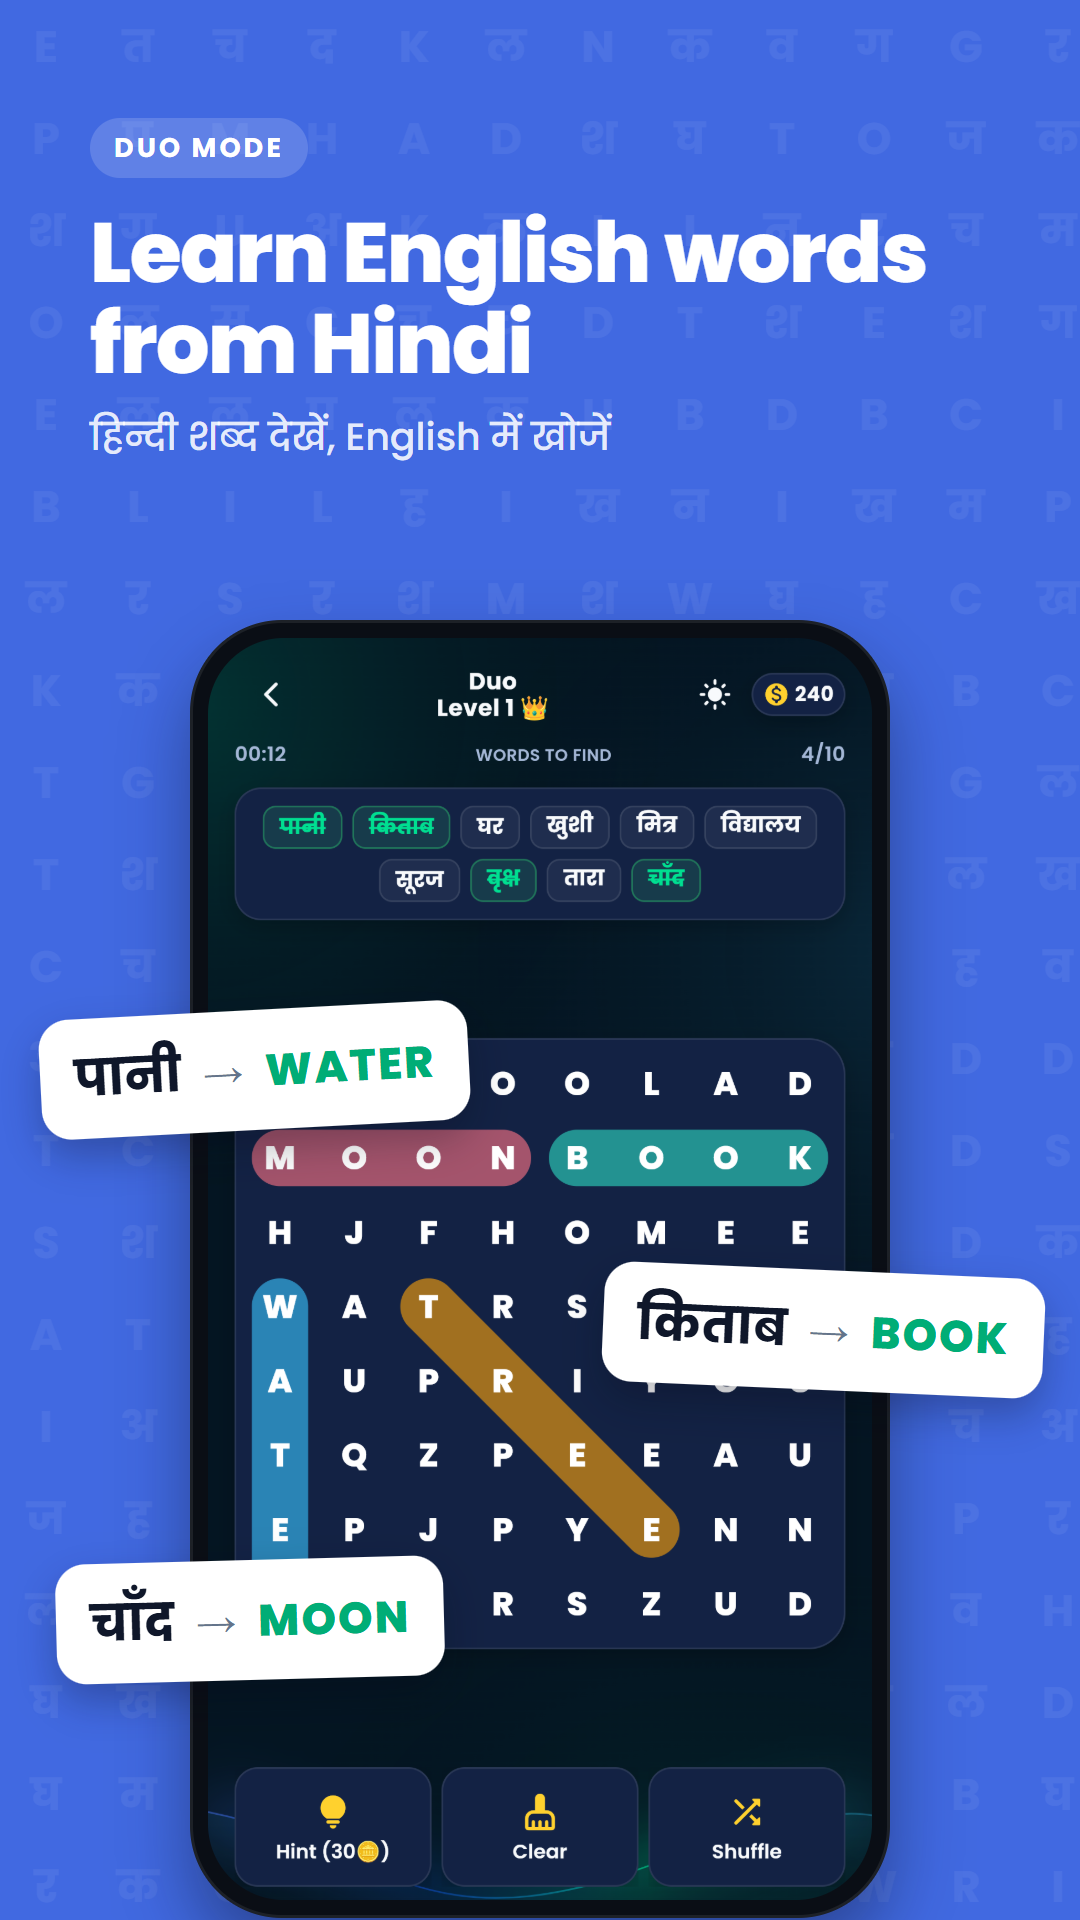 DUO MODE
Learn English words
from Hindi
हिन्दी शब्द देखें, English में खोजें
Duo
Level 1 👑
240
00:12
WORDS TO FIND
4/10
पानी किताब घर खुशी मित्र विद्यालय
सूरज वृक्ष तारा चाँद
पानी → WATER
O O L A D
M O O N B O O K
H J F H O M E E
W A T R S
किताब → BOOK
A U P R I
T Q Z P E E A U
E P J P Y E N N
चाँद → MOON
R S Z U D
Hint (30🪙)
Clear
Shuffle